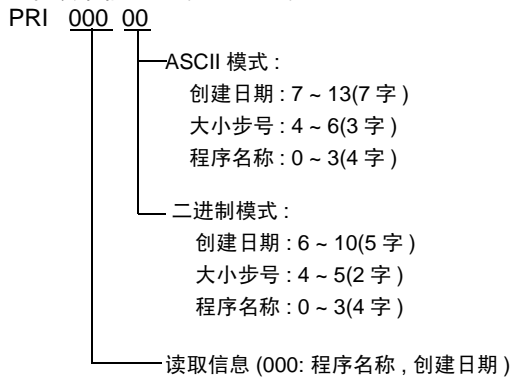 PRI 000 00
ASCII 模式 :
创建日期 : 7 ~ 13(7 字 )
大小步号 : 4 ~ 6(3 字 )
程序名称 : 0 ~ 3(4 字 )
二进制模式 :
创建日期 : 6 ~ 10(5 字 )
大小步号 : 4 ~ 5(2 字 )
程序名称 : 0 ~ 3(4 字 )
读取信息 (000: 程序名称 , 创建日期 )